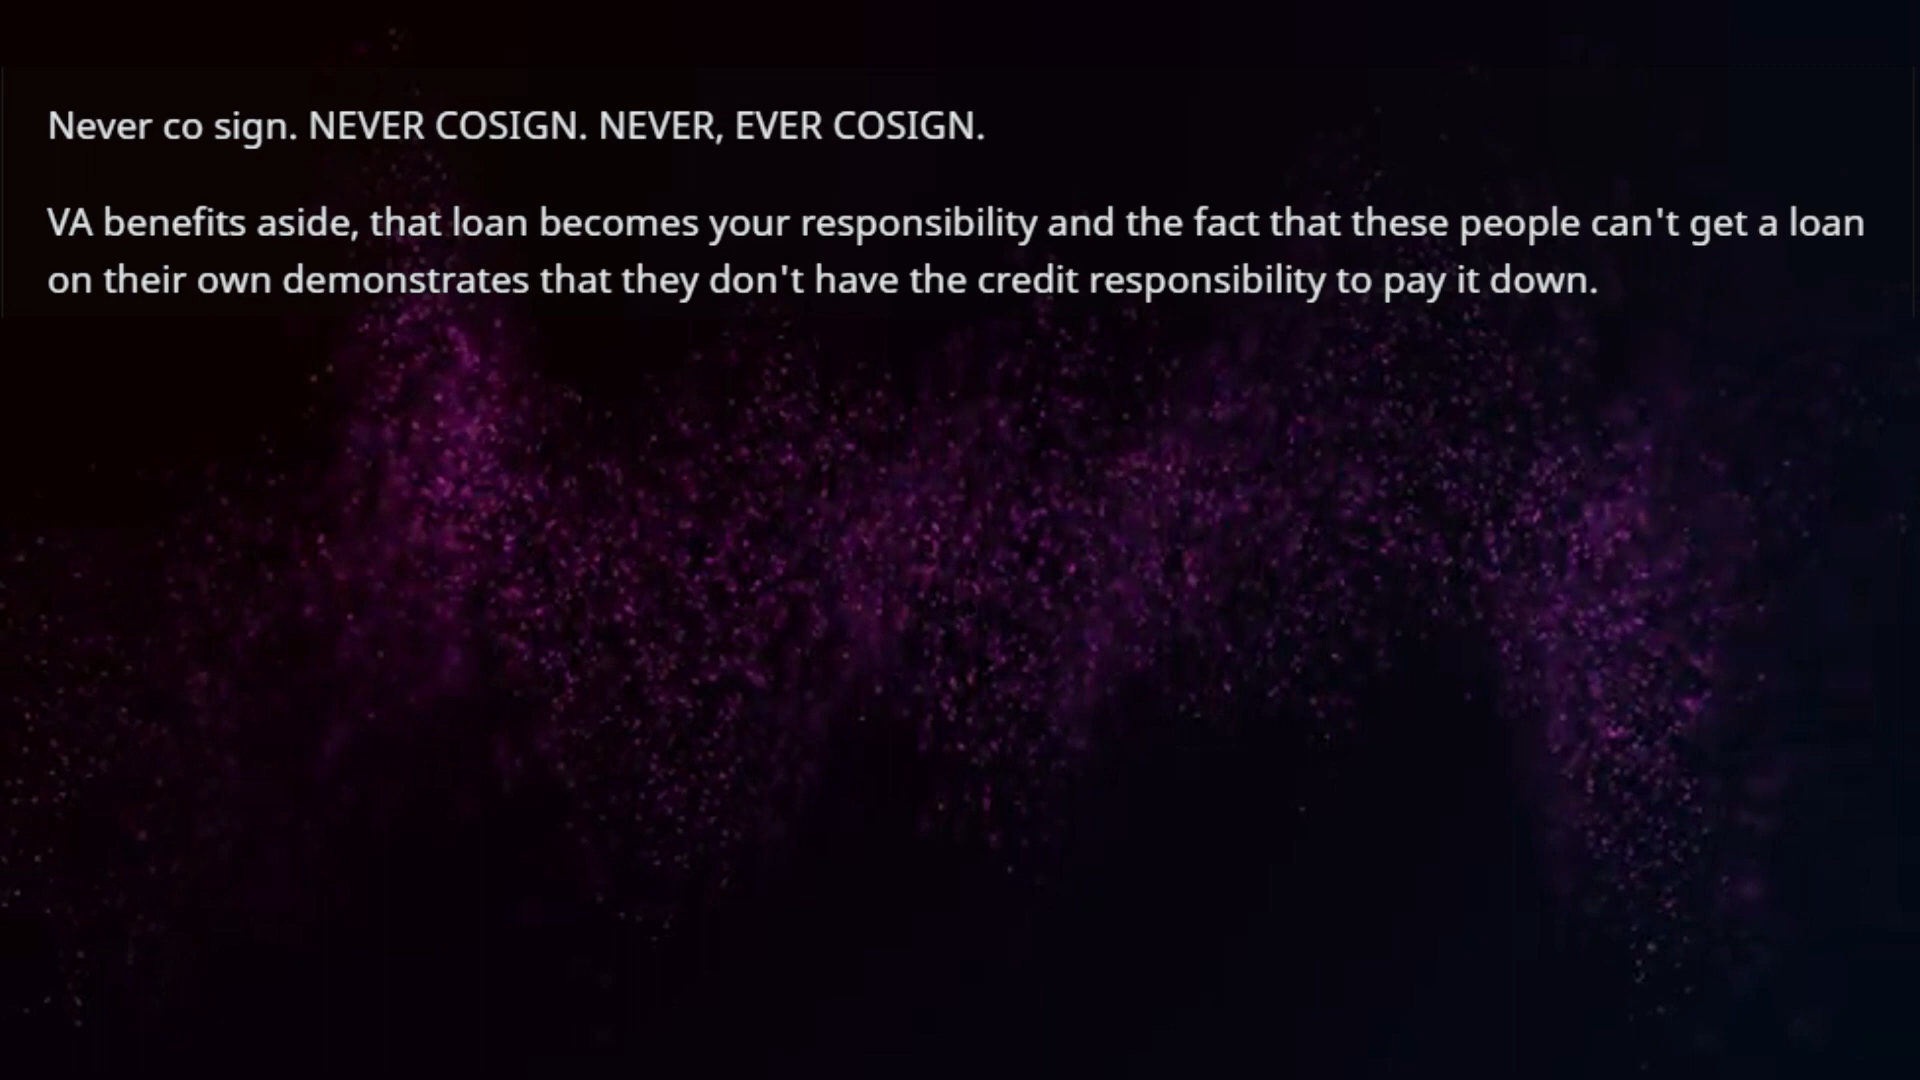 Never co sign. NEVER COSIGN. NEVER, EVER COSIGN.
VA benefits aside, that loan becomes your responsibility and the fact that these people can't get a loan
on their own demonstrates that they don't have the credit responsibility to pay it down.